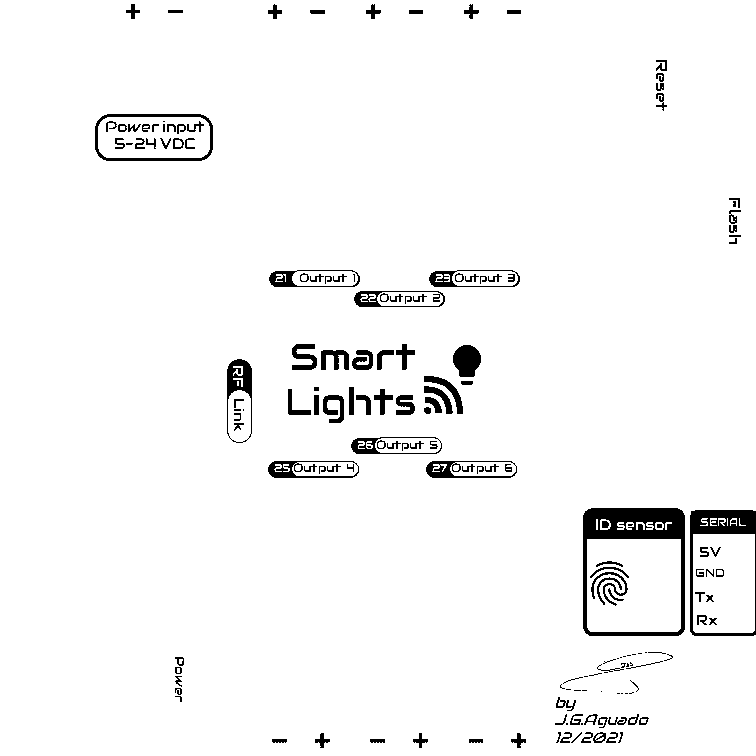 + − + − + − + −
Reset
Power input
5-24 VDC
Flash
21 Output 1
23 Output 3
22 Output 2
Smart
Lights
RF Link
26 Output 5
25 Output 4
27 Output 6
ID sensor
SERIAL
5V
GND
Tx
Rx
Power
by
J.G.Aguado
12/2021
− + − + − +